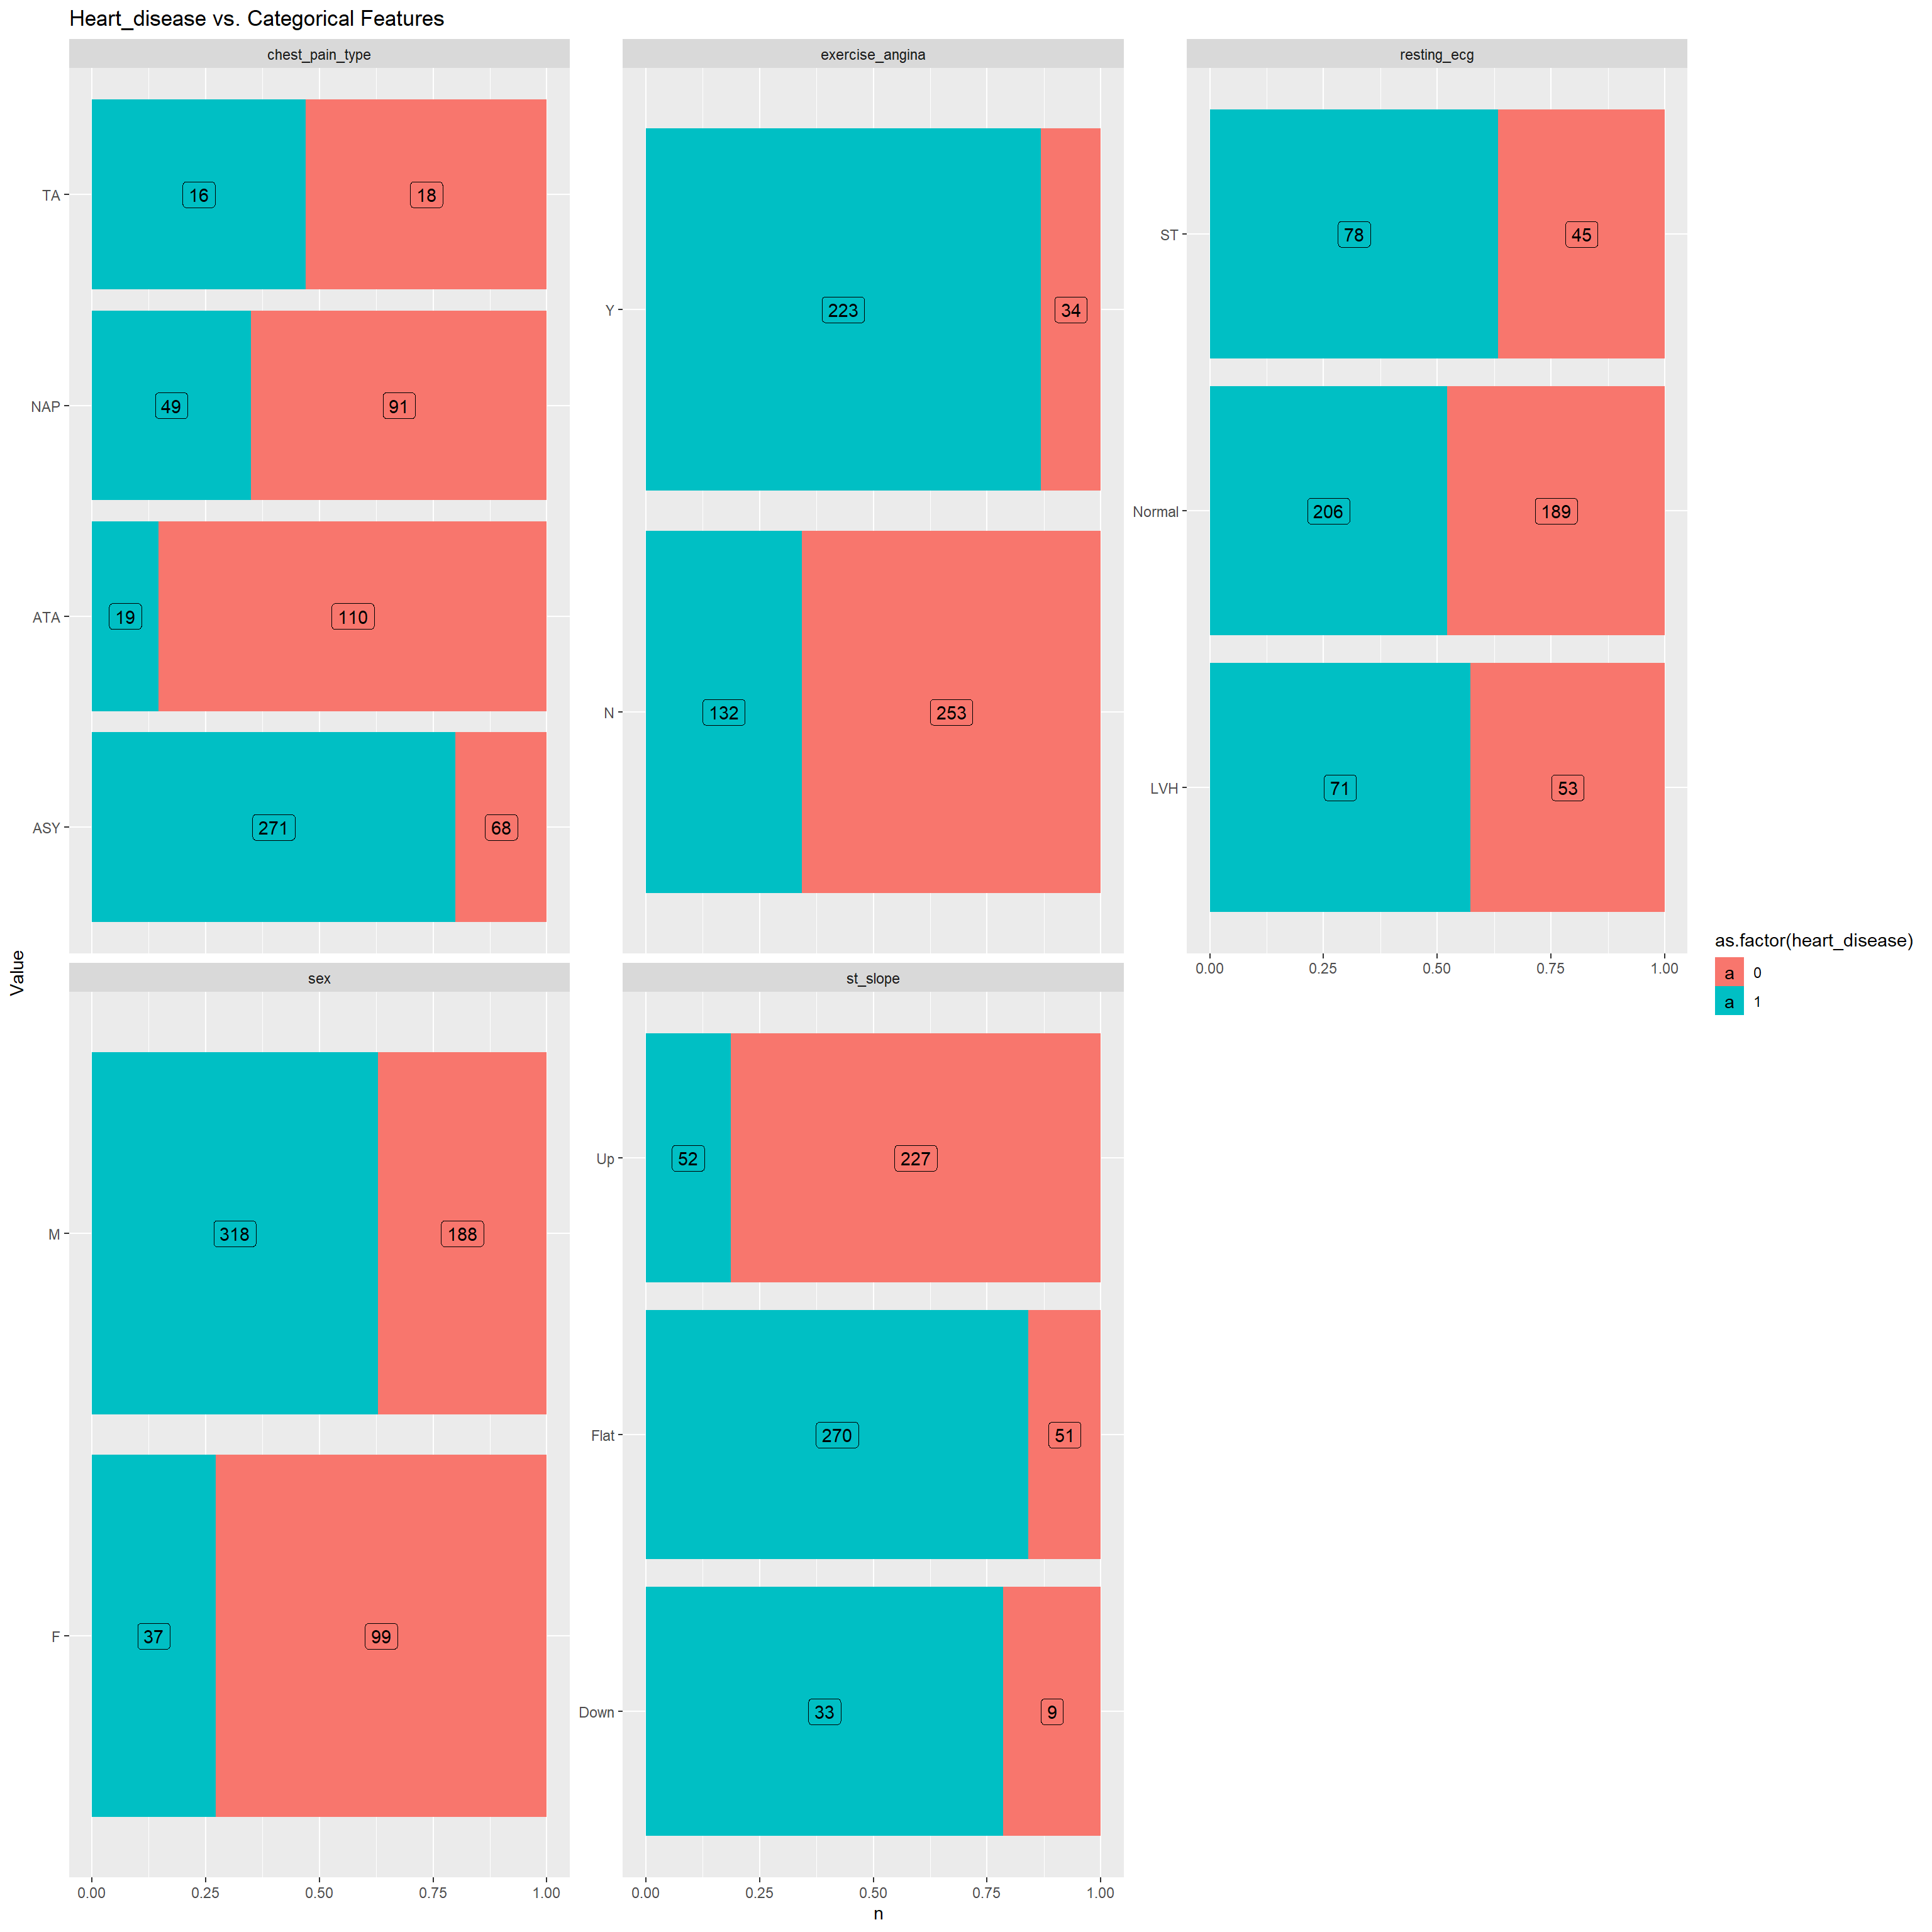 Heart_disease vs. Categorical Features
chest_pain_type
TA
16
18
NAP
49
91
ATA
19
110
ASY
271
68
exercise_angina
Y
223
34
N
132
253
resting_ecg
ST
78
45
Normal
206
189
LVH
71
53
0.00
0.25
0.50
0.75
1.00
Value
sex
M
318
188
F
37
99
0.00
0.25
0.50
0.75
1.00
st_slope
Up
52
227
Flat
270
51
Down
33
9
0.00
0.25
0.50
0.75
1.00
n
as.factor(heart_disease)
a 0
a 1